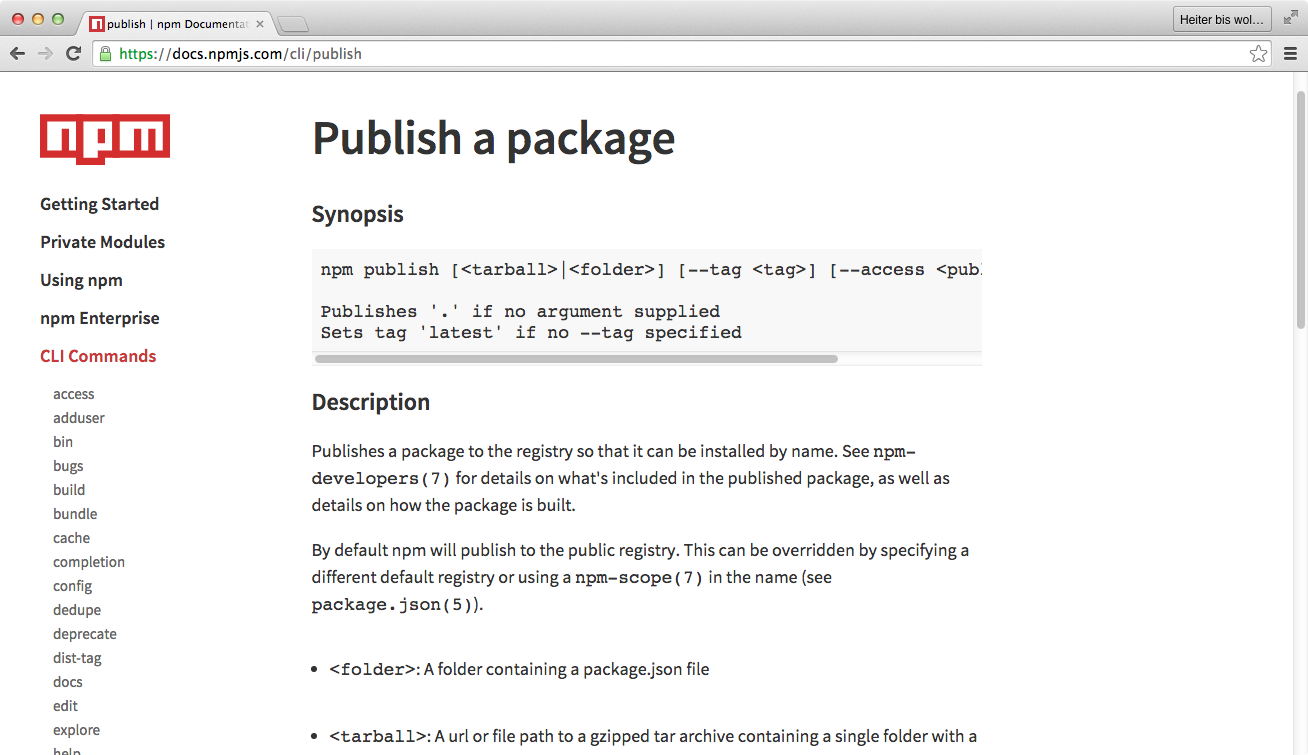 publish | npm Documentat
Heiter bis wol...
https://docs.npmjs.com/cli/publish
npm
Getting Started
Private Modules
Using npm
npm Enterprise
CLI Commands
access
adduser
bin
bugs
build
bundle
cache
completion
config
dedupe
deprecate
dist-tag
docs
edit
explore
help
Publish a package
Synopsis
npm publish [<tarball>|<folder>] [--tag <tag>] [--access <publ
Publishes '.' if no argument supplied
Sets tag 'latest' if no --tag specified
Description
Publishes a package to the registry so that it can be installed by name. See npm-
developers(7) for details on what's included in the published package, as well as
details on how the package is built.
By default npm will publish to the public registry. This can be overridden by specifying a
different default registry or using a npm-scope(7) in the name (see
package.json(5)).
• <folder>: A folder containing a package.json file
• <tarball>: A url or file path to a gzipped tar archive containing a single folder with a